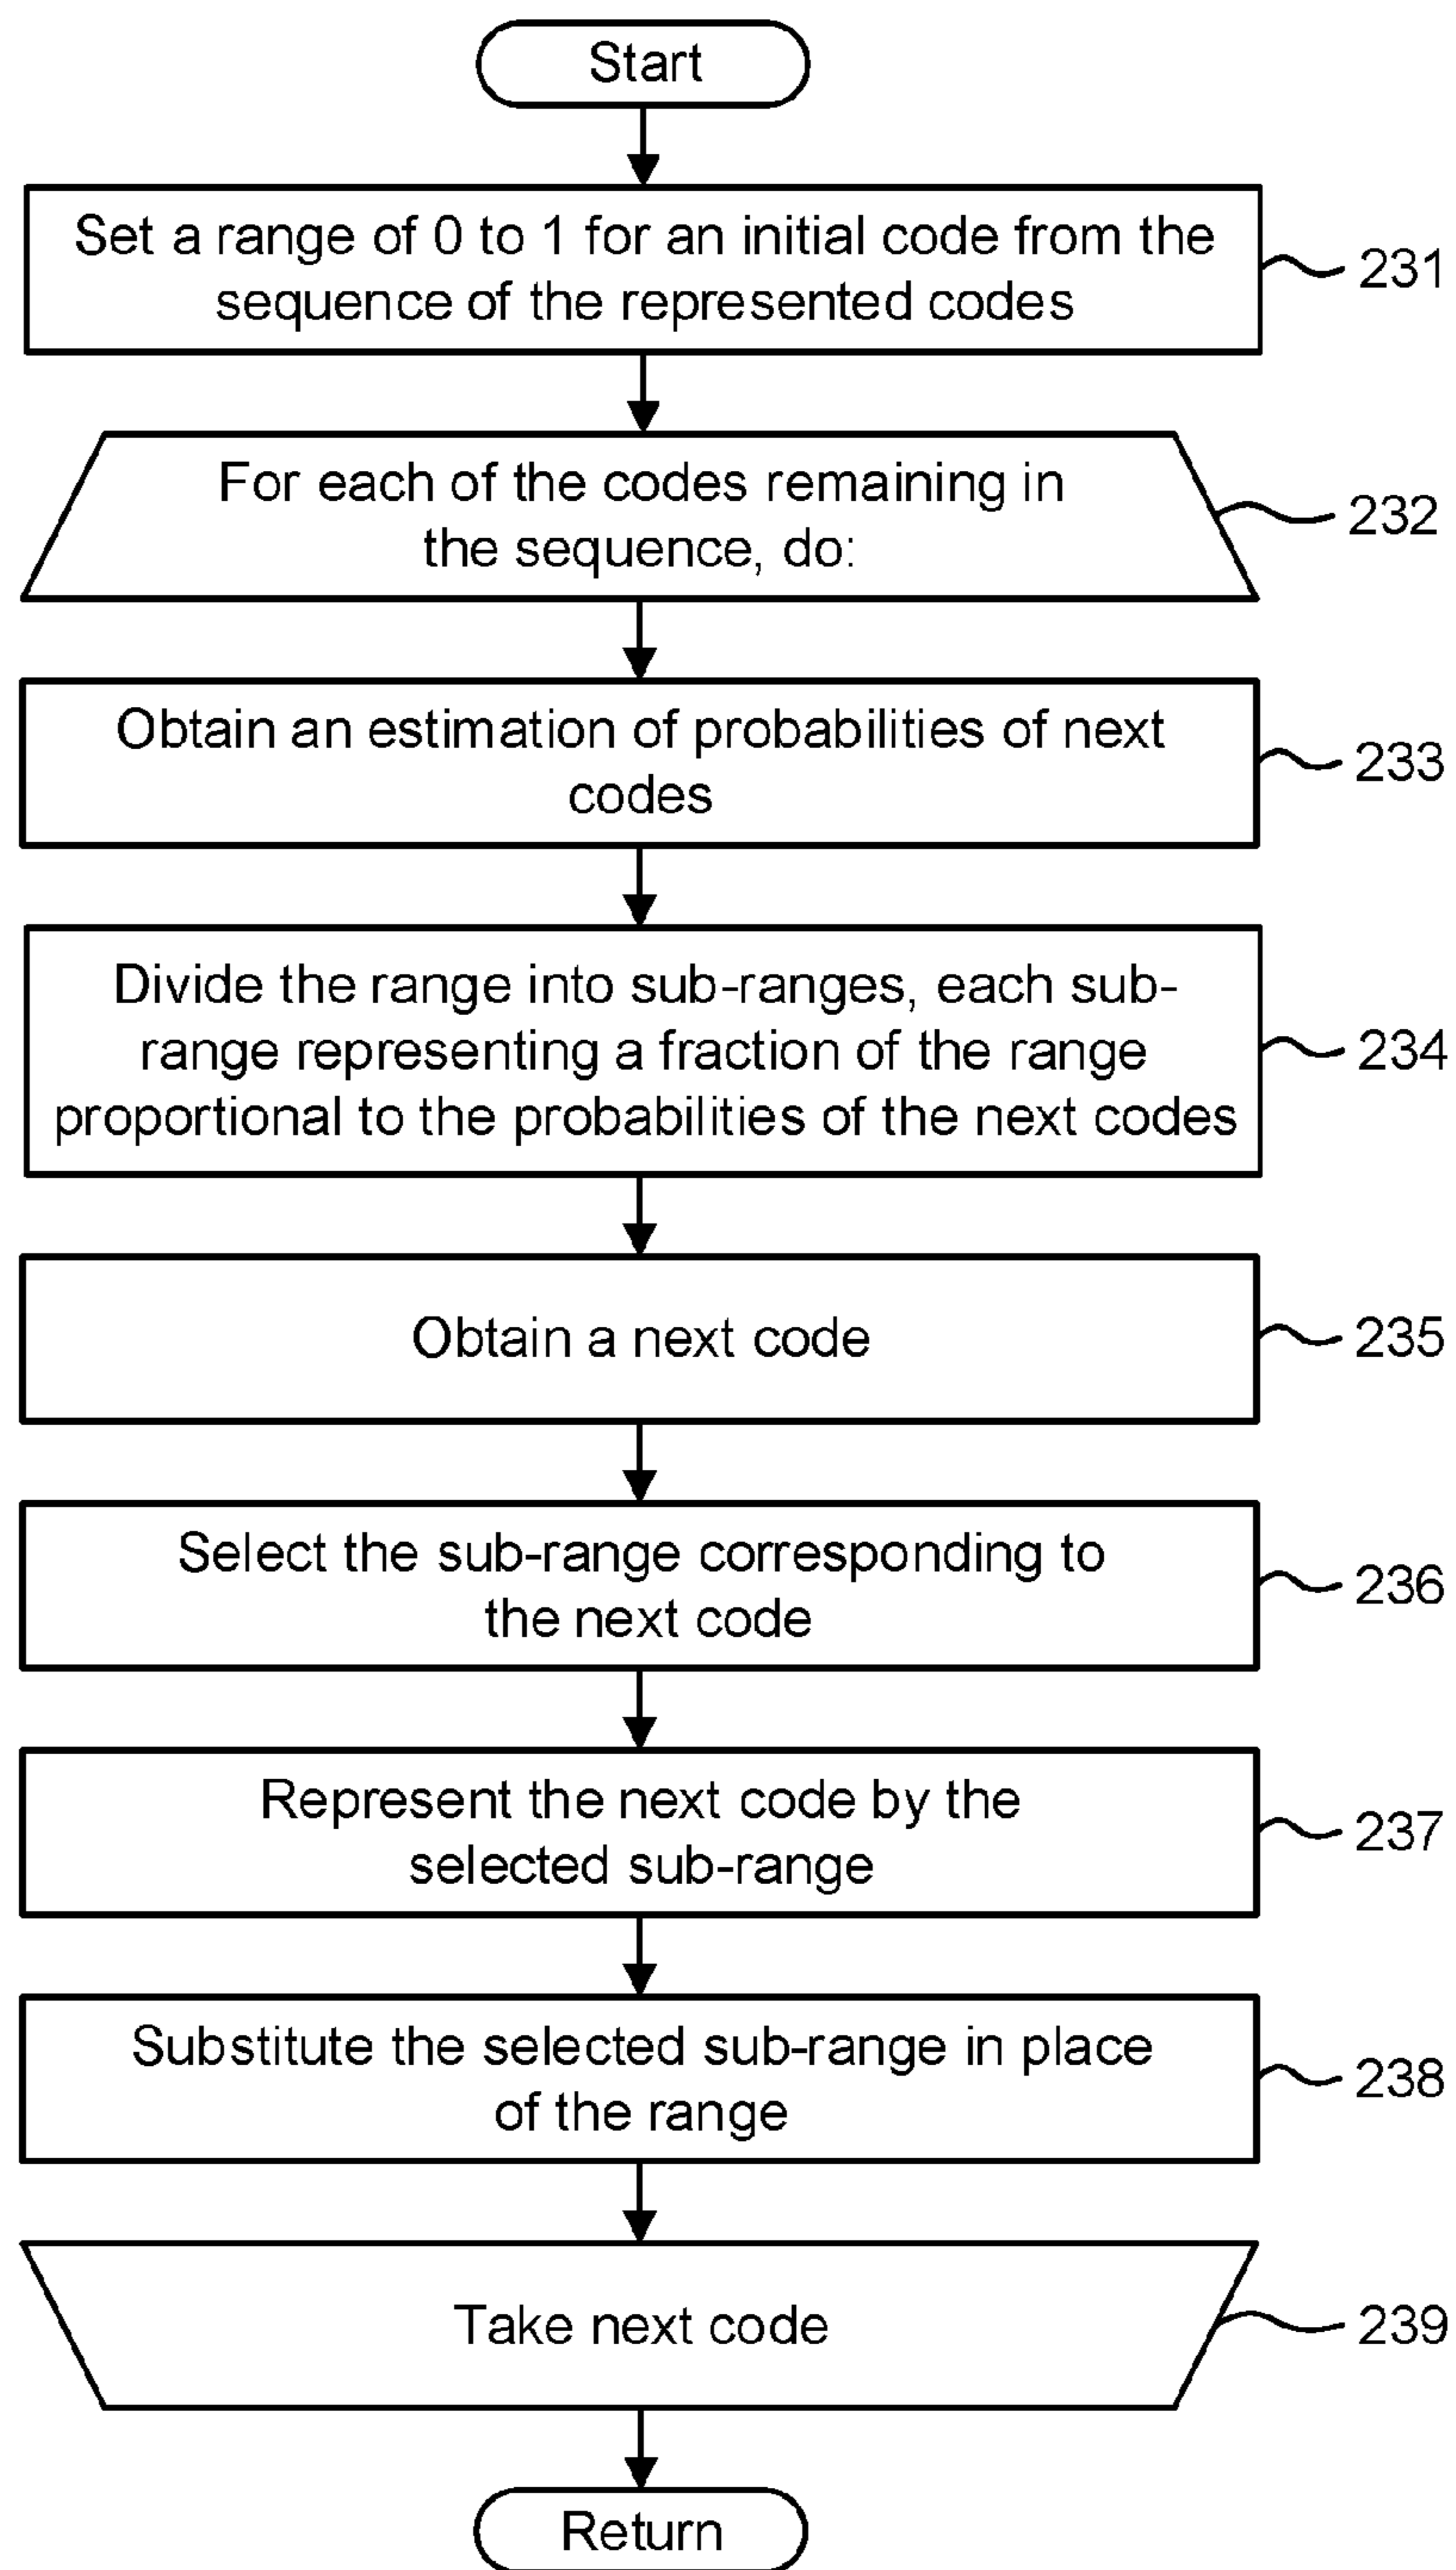 Start
Set a range of 0 to 1 for an initial code from the
sequence of the represented codes
231
For each of the codes remaining in
the sequence, do:
232
Obtain an estimation of probabilities of next
codes
233
Divide the range into sub-ranges, each sub-
range representing a fraction of the range
proportional to the probabilities of the next codes
234
Obtain a next code
235
Select the sub-range corresponding to
the next code
236
Represent the next code by the
selected sub-range
237
Substitute the selected sub-range in place
of the range
238
Take next code
239
Return